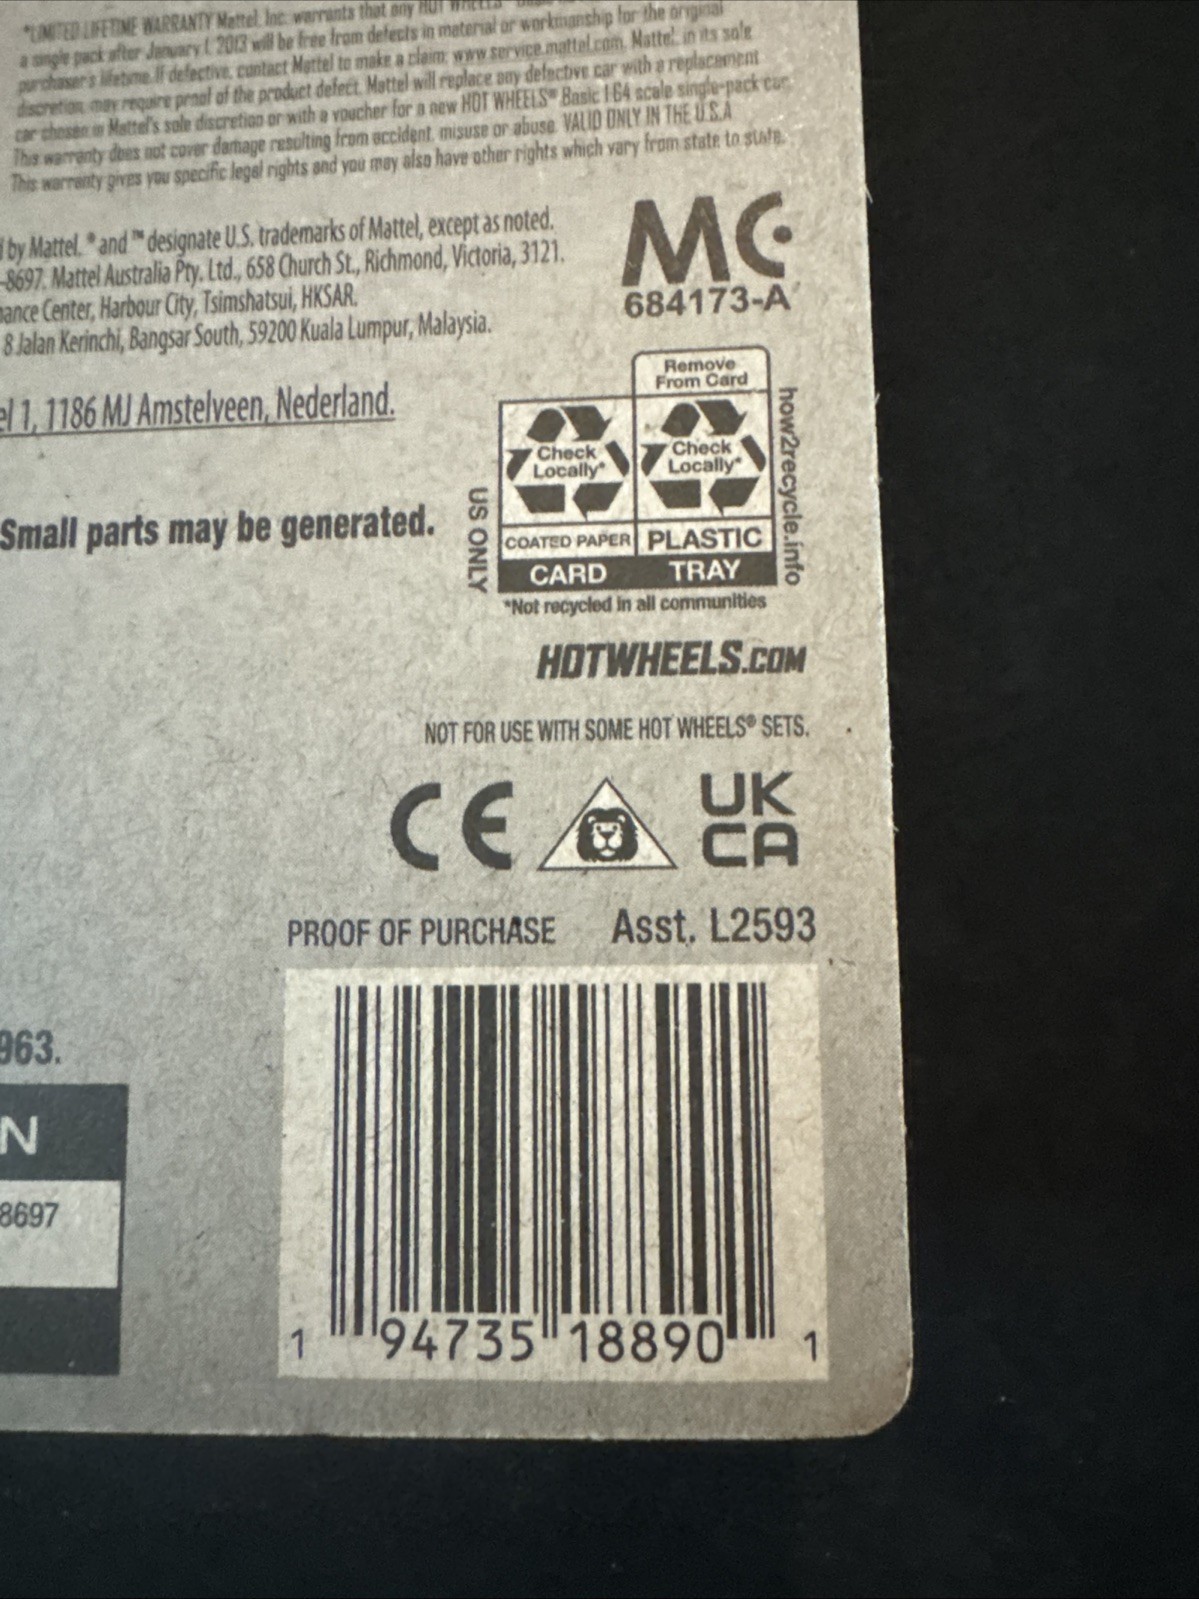 *LIMITED LIFETIME WARRANTY Mattel, Inc. warrants that any HOT WHEELS®
a single pack after January 1, 2013 will be free from defects in material or workmanship for the original
purchaser's lifetime. If defective, contact Mattel to make a claim: www.service.mattel.com. Mattel, in its sole
discretion, may require proof of the product defect. Mattel will replace any defective car with a replacement
car chosen in Mattel's sole discretion or with a voucher for a new HOT WHEELS® Basic 1:64 scale single-pack car.
This warranty does not cover damage resulting from accident, misuse or abuse. VALID ONLY IN THE U.S.A
This warranty gives you specific legal rights and you may also have other rights which vary from state to state.
by Mattel. ® and ™ designate U.S. trademarks of Mattel, except as noted.
-8697. Mattel Australia Pty. Ltd., 658 Church St., Richmond, Victoria, 3121.
nance Center, Harbour City, Tsimshatsui, HKSAR.
8 Jalan Kerinchi, Bangsar South, 59200 Kuala Lumpur, Malaysia.
MC
684173-A
el 1, 1186 MJ Amstelveen, Nederland.
Remove
From Card
Check
Locally*
Check
Locally*
COATED PAPER
PLASTIC
CARD
TRAY
US ONLY
how2recycle.info
*Not recycled in all communities
Small parts may be generated.
HOTWHEELS.COM
NOT FOR USE WITH SOME HOT WHEELS® SETS.
CE
UK
CA
PROOF OF PURCHASE Asst. L2593
963.
N
8697
1 94735 18890 1